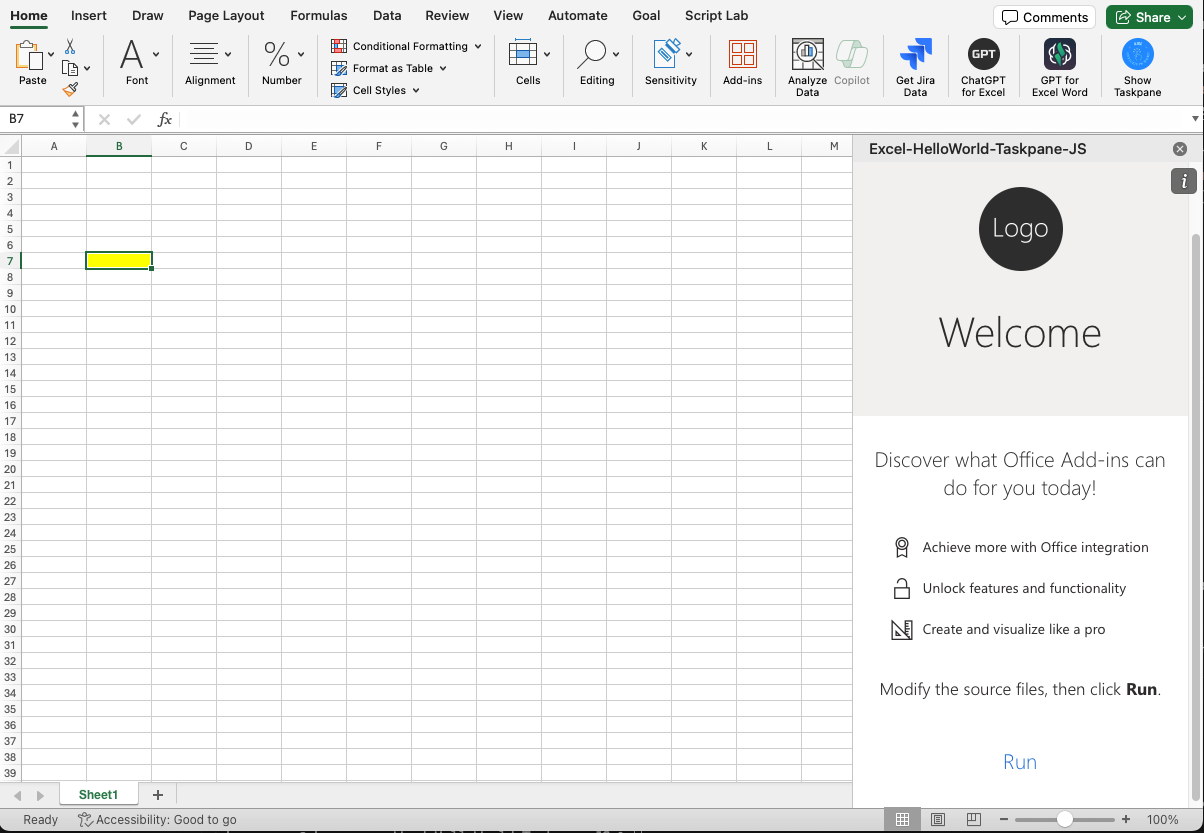 Home Insert Draw Page Layout Formulas Data Review View Automate Goal Script Lab Comments Share
Paste
Font
Alignment
%
Number
Conditional Formatting
Format as Table
Cell Styles
Cells
Editing
Sensitivity
Add-ins
Analyze
Data
Copilot
Get Jira
Data
GPT
ChatGPT
for Excel
GPT for
Excel Word
Show
Taskpane
B7 fx
A B C D E F G H I J K L M
1
2
3
4
5
6
7
8
9
10
11
12
13
14
15
16
17
18
19
20
21
22
23
24
25
26
27
28
29
30
31
32
33
34
35
36
37
38
39
Excel-HelloWorld-Taskpane-JS
i
Logo
Welcome
Discover what Office Add-ins can
do for you today!
Achieve more with Office integration
Unlock features and functionality
Create and visualize like a pro
Modify the source files, then click Run.
Run
Sheet1 +
Ready Accessibility: Good to go − + 100%